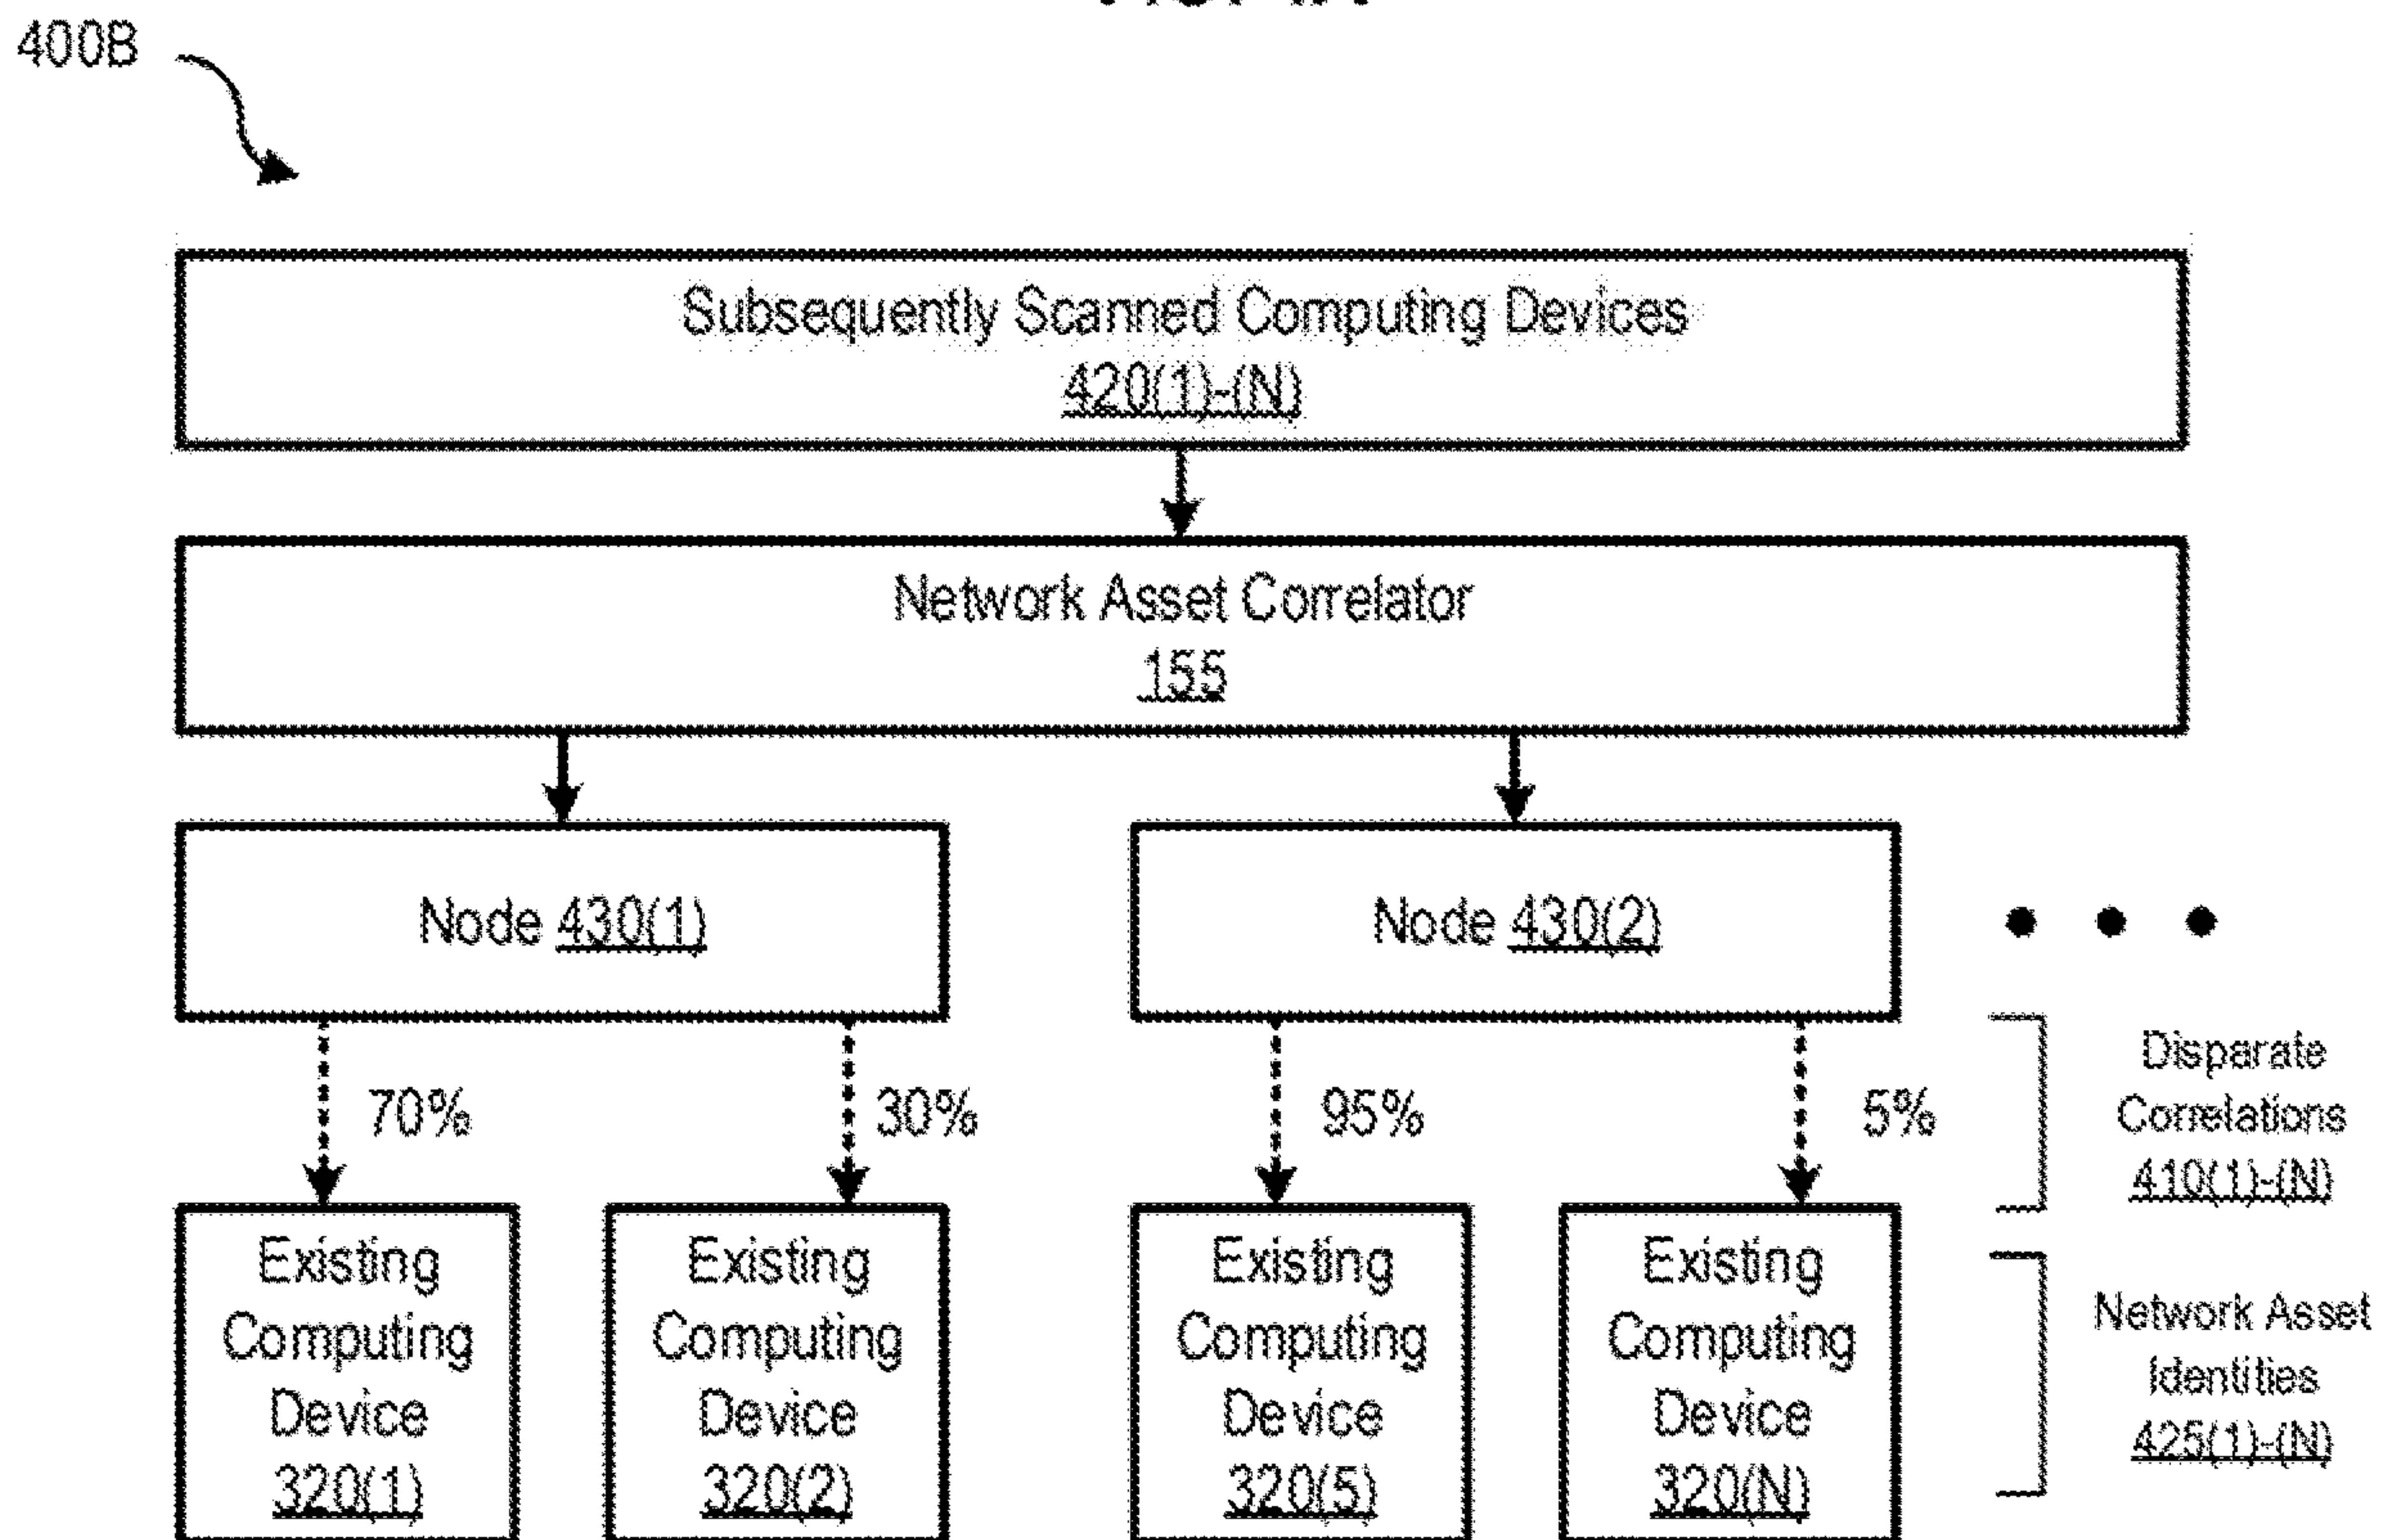 400B
Subsequently Scanned Computing Devices
420(1)-(N)
Network Asset Correlator
155
Node 430(1)
Node 430(2)
70%
30%
95%
5%
Disparate
Correlations
410(1)-(N)
Existing
Computing
Device
320(1)
Existing
Computing
Device
320(2)
Existing
Computing
Device
320(5)
Existing
Computing
Device
320(N)
Network Asset
Identities
425(1)-(N)